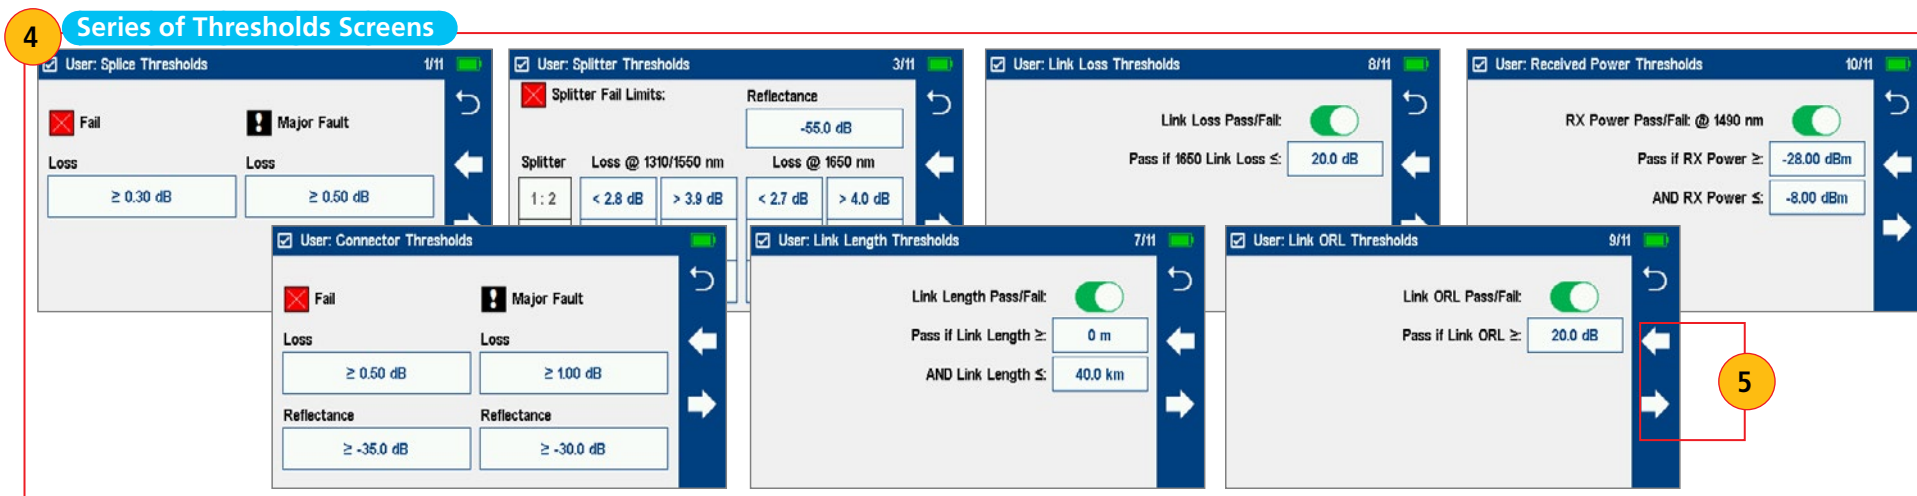 4
Series of Thresholds Screens
User: Splice Thresholds 1/11
Fail
Major Fault
Loss
Loss
≥ 0.30 dB
≥ 0.50 dB
User: Splitter Thresholds 3/11
Splitter Fail Limits:
Reflectance
-55.0 dB
Splitter Loss @ 1310/1550 nm Loss @ 1650 nm
1 : 2 < 2.8 dB > 3.9 dB < 2.7 dB > 4.0 dB
User: Link Loss Thresholds 8/11
Link Loss Pass/Fail:
Pass if 1650 Link Loss ≤: 20.0 dB
User: Received Power Thresholds 10/11
RX Power Pass/Fail: @ 1490 nm
Pass if RX Power ≥: -28.00 dBm
AND RX Power ≤: -8.00 dBm
User: Connector Thresholds
Fail
Major Fault
Loss
Loss
≥ 0.50 dB
≥ 1.00 dB
Reflectance
Reflectance
≥ -35.0 dB
≥ -30.0 dB
User: Link Length Thresholds 7/11
Link Length Pass/Fail:
Pass if Link Length ≥: 0 m
AND Link Length ≤: 40.0 km
User: Link ORL Thresholds 9/11
Link ORL Pass/Fail:
Pass if Link ORL ≥: 20.0 dB
5